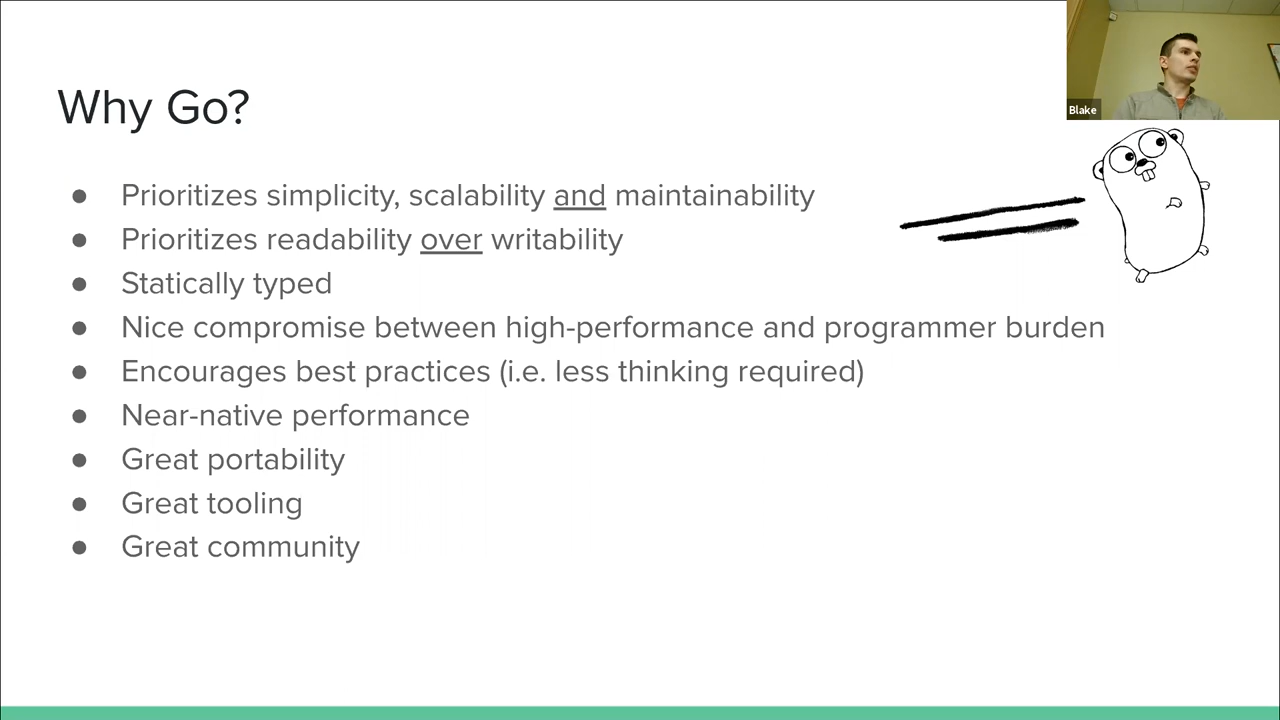 Blake
Why Go?
● Prioritizes simplicity, scalability and maintainability
● Prioritizes readability over writability
● Statically typed
● Nice compromise between high-performance and programmer burden
● Encourages best practices (i.e. less thinking required)
● Near-native performance
● Great portability
● Great tooling
● Great community